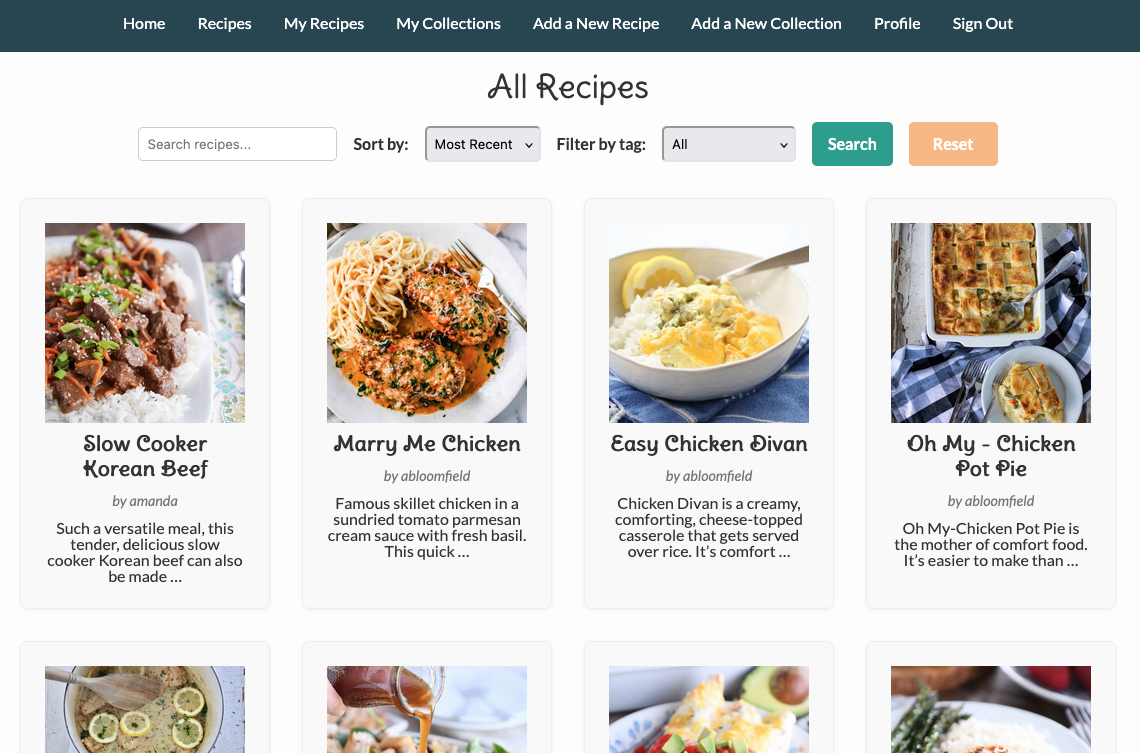 Home Recipes My Recipes My Collections Add a New Recipe Add a New Collection Profile Sign Out
All Recipes
Search recipes... Sort by: Most Recent Filter by tag: All Search Reset
Slow Cooker
Korean Beef
by amanda
Such a versatile meal, this
tender, delicious slow
cooker Korean beef can also
be made ...
Marry Me Chicken
by abloomfield
Famous skillet chicken in a
sundried tomato parmesan
cream sauce with fresh basil.
This quick ...
Easy Chicken Divan
by abloomfield
Chicken Divan is a creamy,
comforting, cheese-topped
casserole that gets served
over rice. It’s comfort ...
Oh My - Chicken
Pot Pie
by abloomfield
Oh My-Chicken Pot Pie is
the mother of comfort food.
It’s easier to make than ...